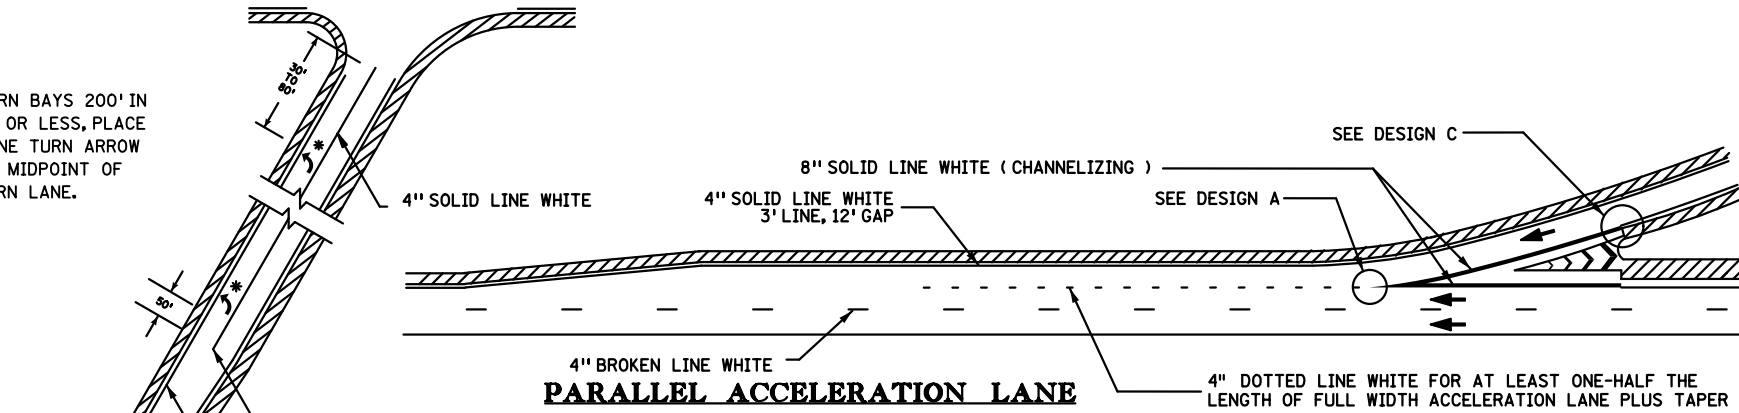 RN BAYS 200' IN
OR LESS, PLACE
NE TURN ARROW
MIDPOINT OF
RN LANE.
30'
TO
80'
*
4" SOLID LINE WHITE
*
50'
SEE DESIGN C
8" SOLID LINE WHITE ( CHANNELIZING )
4" SOLID LINE WHITE
3' LINE, 12' GAP
SEE DESIGN A
4" BROKEN LINE WHITE
PARALLEL ACCELERATION LANE
4" DOTTED LINE WHITE FOR AT LEAST ONE-HALF THE
LENGTH OF FULL WIDTH ACCELERATION LANE PLUS TAPER